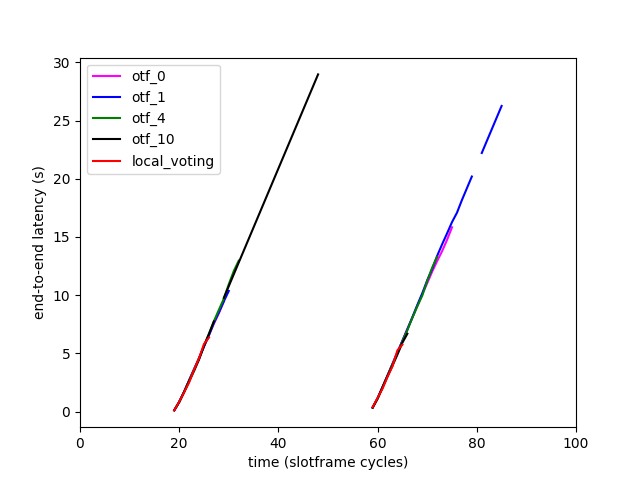 30
25
20
15
10
5
0
end-to-end latency (s)
otf_0
otf_1
otf_4
otf_10
local_voting
0 20 40 60 80 100
time (slotframe cycles)